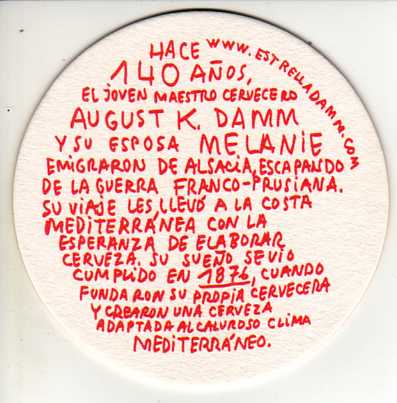 HACE
WWW.ESTRELLADAMM.COM
140 AÑOS,
EL JOVEN MAESTRO CERVECERO
AUGUST K. DAMM
Y SU ESPOSA MELANIE
EMIGRARON DE ALSACIA, ESCAPANDO
DE LA GUERRA FRANCO-PRUSIANA.
SU VIAJE LES LLEVÓ A LA COSTA
MEDITERRÁNEA CON LA
ESPERANZA DE ELABORAR
CERVEZA. SU SUEÑO SE VIO
CUMPLIDO EN 1876, CUANDO
FUNDARON SU PROPIA CERVECERA
Y CREARON UNA CERVEZA
ADAPTADA AL CALUROSO CLIMA
MEDITERRÁNEO.